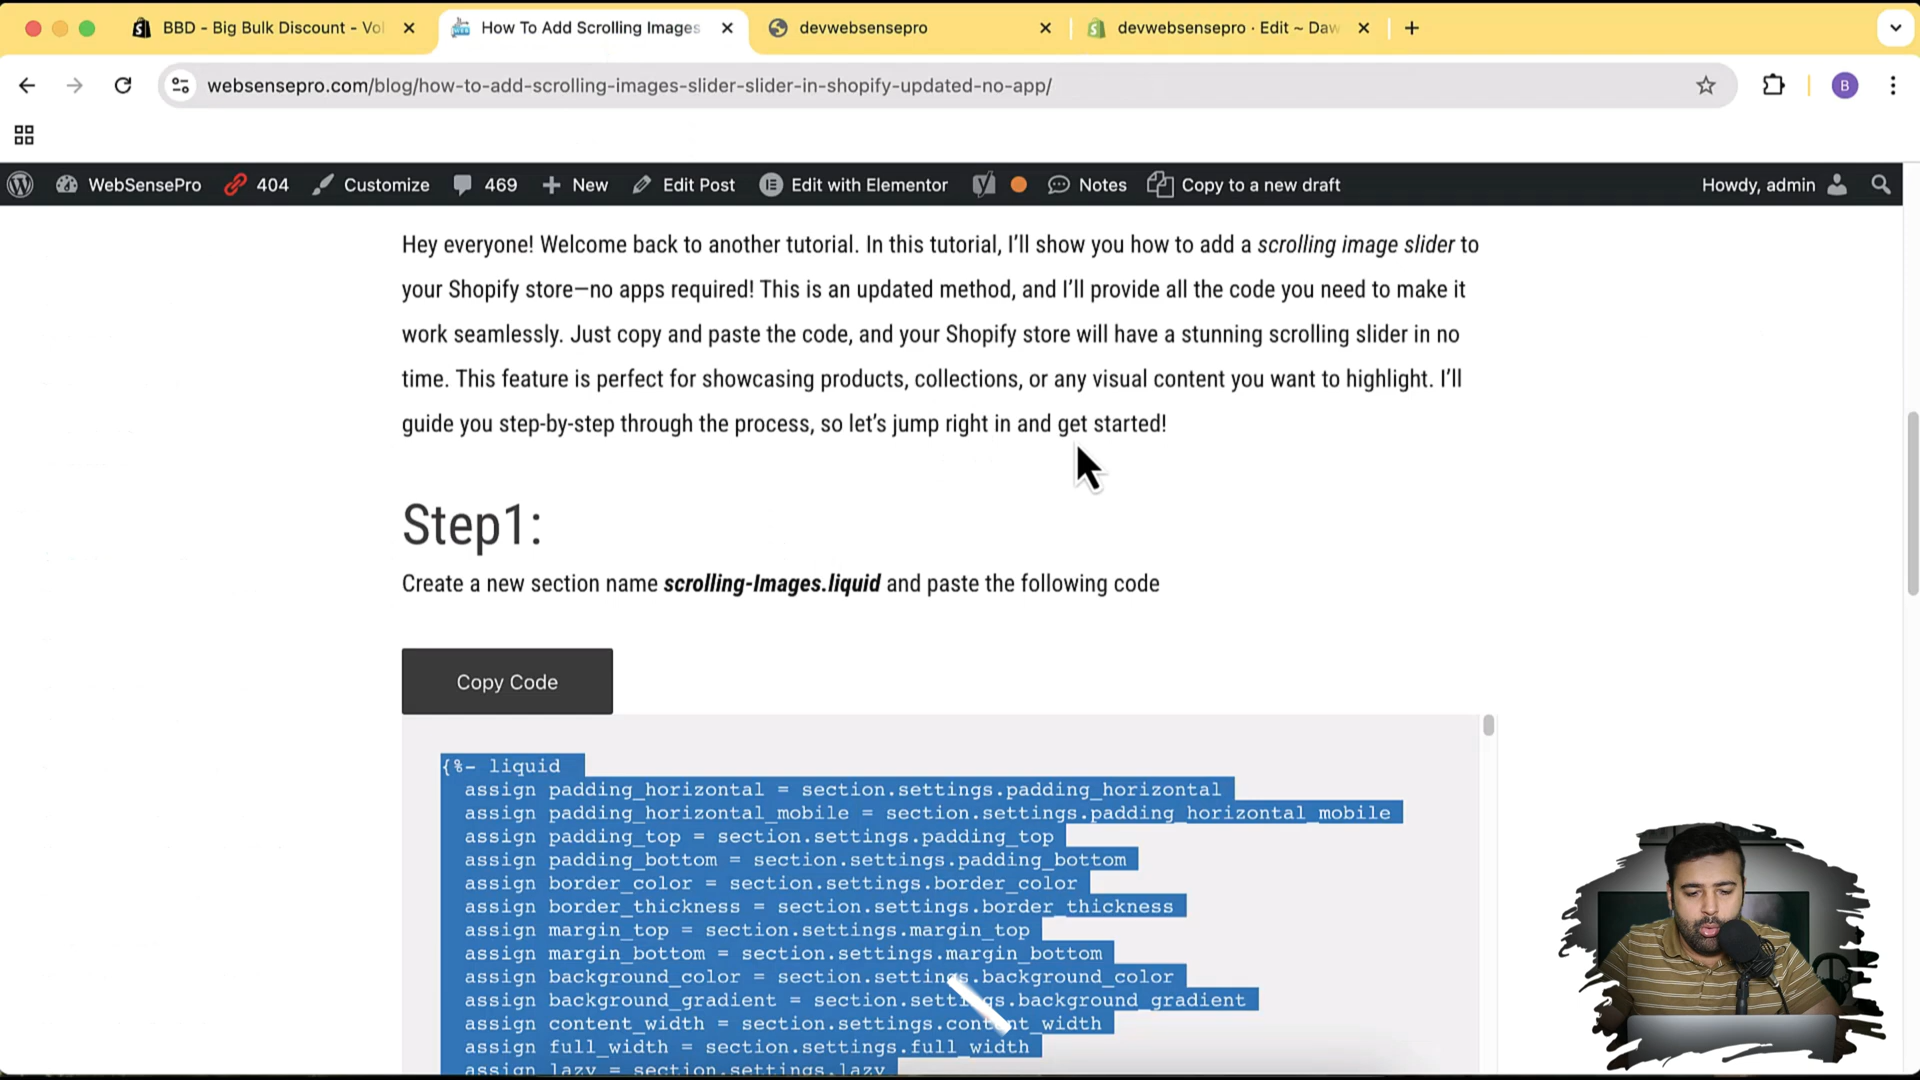 BBD - Big Bulk Discount - Vol
How To Add Scrolling Images
devwebsensepro
devwebsensepro · Edit ~ Daw
websensepro.com/blog/how-to-add-scrolling-images-slider-slider-in-shopify-updated-no-app/
B
WebSensePro
404
Customize
469
New
Edit Post
Edit with Elementor
Notes
Copy to a new draft
Howdy, admin
Hey everyone! Welcome back to another tutorial. In this tutorial, I’ll show you how to add a scrolling image slider to
your Shopify store—no apps required! This is an updated method, and I’ll provide all the code you need to make it
work seamlessly. Just copy and paste the code, and your Shopify store will have a stunning scrolling slider in no
time. This feature is perfect for showcasing products, collections, or any visual content you want to highlight. I’ll
guide you step-by-step through the process, so let’s jump right in and get started!
Step1:
Create a new section name scrolling-Images.liquid and paste the following code
Copy Code
{%- liquid
assign padding_horizontal = section.settings.padding_horizontal
assign padding_horizontal_mobile = section.settings.padding_horizontal_mobile
assign padding_top = section.settings.padding_top
assign padding_bottom = section.settings.padding_bottom
assign border_color = section.settings.border_color
assign border_thickness = section.settings.border_thickness
assign margin_top = section.settings.margin_top
assign margin_bottom = section.settings.margin_bottom
assign background_color = section.settings.background_color
assign background_gradient = section.settings.background_gradient
assign content_width = section.settings.content_width
assign full_width = section.settings.full_width
assign lazy = section.settings.lazy